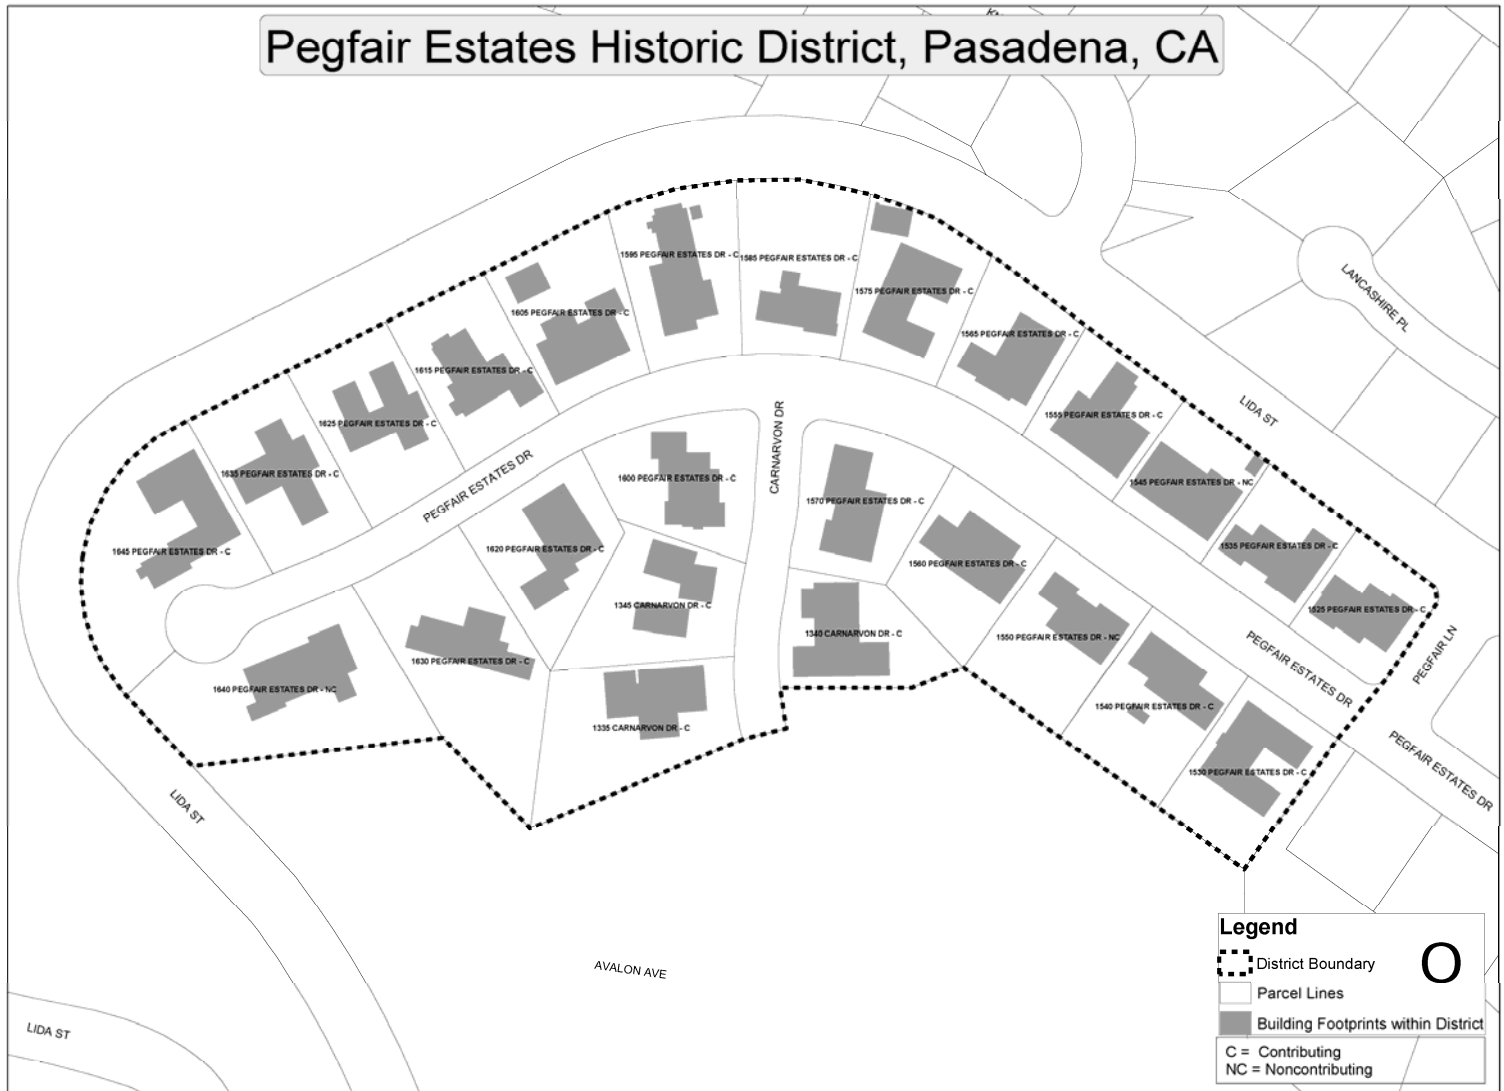 Pegfair Estates Historic District, Pasadena, CA
1595 PEGFAIR ESTATES DR - C
1585 PEGFAIR ESTATES DR - C
1575 PEGFAIR ESTATES DR - C
LANCASHIRE PL
1605 PEGFAIR ESTATES DR - C
1565 PEGFAIR ESTATES DR - C
1615 PEGFAIR ESTATES DR - C
LIDA ST
1625 PEGFAIR ESTATES DR - C
1555 PEGFAIR ESTATES DR - C
CARNARVON DR
1635 PEGFAIR ESTATES DR - C
PEGFAIR ESTATES DR
1600 PEGFAIR ESTATES DR - C
1545 PEGFAIR ESTATES DR - NC
1570 PEGFAIR ESTATES DR - C
1645 PEGFAIR ESTATES DR - C
1620 PEGFAIR ESTATES DR - C
1535 PEGFAIR ESTATES DR - C
1560 PEGFAIR ESTATES DR - C
1345 CARNARVON DR - C
1525 PEGFAIR ESTATES DR - C
1340 CARNARVON DR - C
1550 PEGFAIR ESTATES DR - NC
PEGFAIR LN
1630 PEGFAIR ESTATES DR - C
PEGFAIR ESTATES DR
1640 PEGFAIR ESTATES DR - NC
1540 PEGFAIR ESTATES DR - C
1335 CARNARVON DR - C
1530 PEGFAIR ESTATES DR - C
PEGFAIR ESTATES DR
LIDA ST
AVALON AVE
LIDA ST
Legend
District Boundary
O
Parcel Lines
Building Footprints within District
C = Contributing
NC = Noncontributing